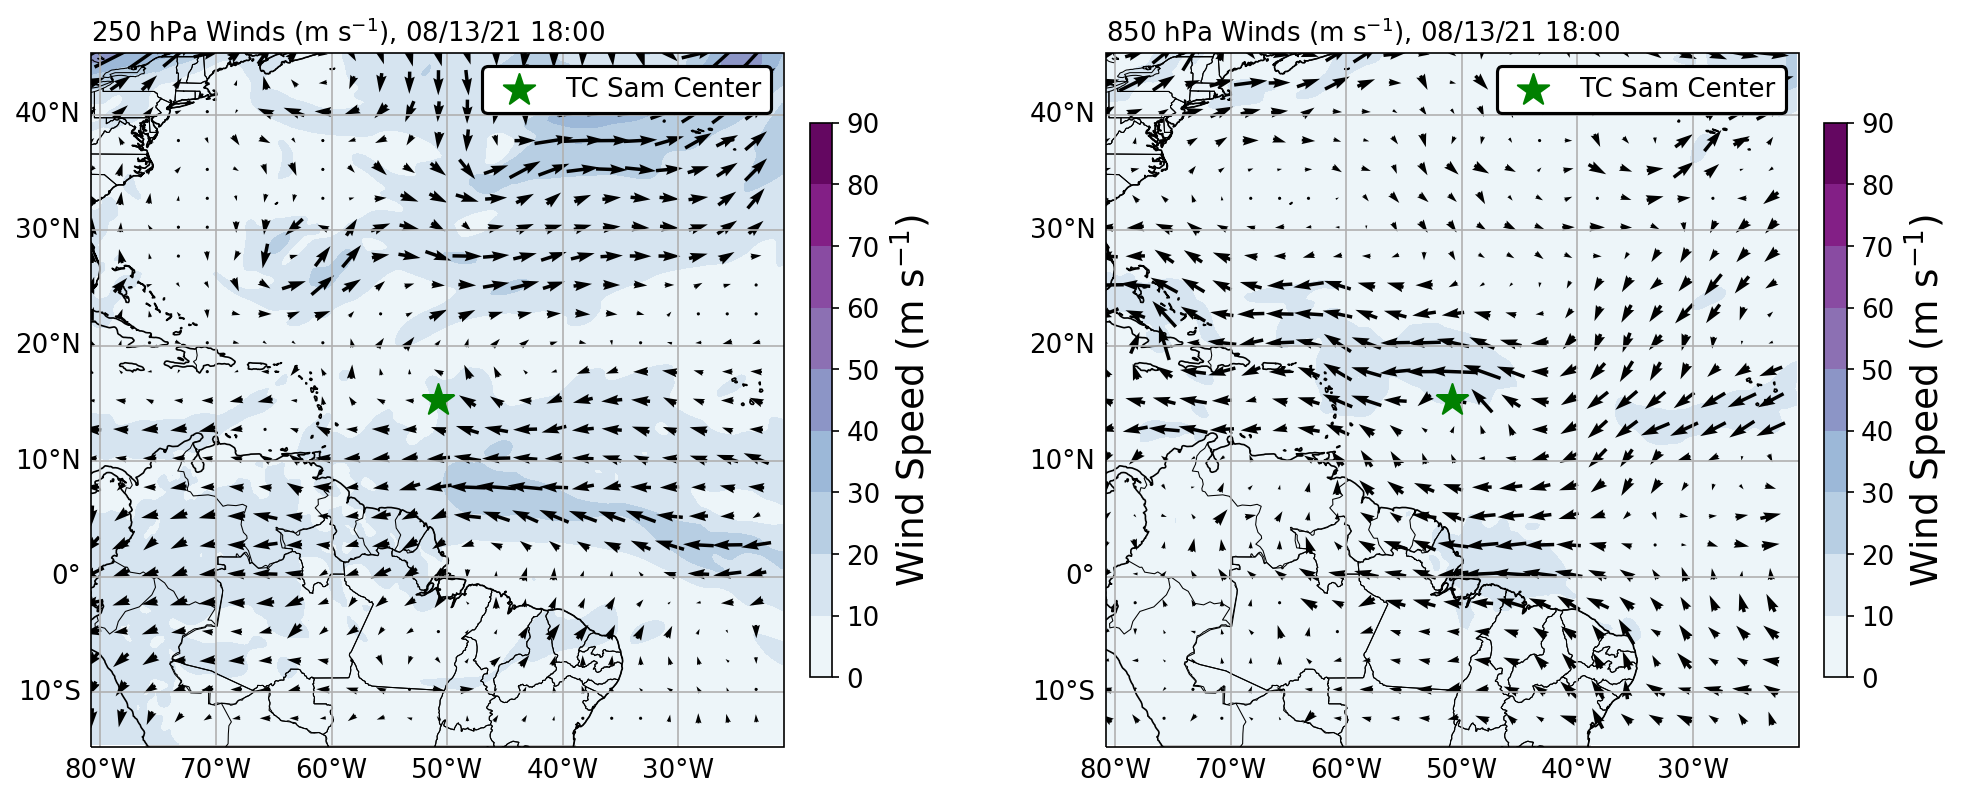 250 hPa Winds (m s⁻¹), 08/13/21 18:00
TC Sam Center
40°N
30°N
20°N
10°N
0°
10°S
80°W 70°W 60°W 50°W 40°W 30°W
90
80
70
60
50
40
30
20
10
0
Wind Speed (m s⁻¹)
850 hPa Winds (m s⁻¹), 08/13/21 18:00
TC Sam Center
40°N
30°N
20°N
10°N
0°
10°S
80°W 70°W 60°W 50°W 40°W 30°W
90
80
70
60
50
40
30
20
10
0
Wind Speed (m s⁻¹)